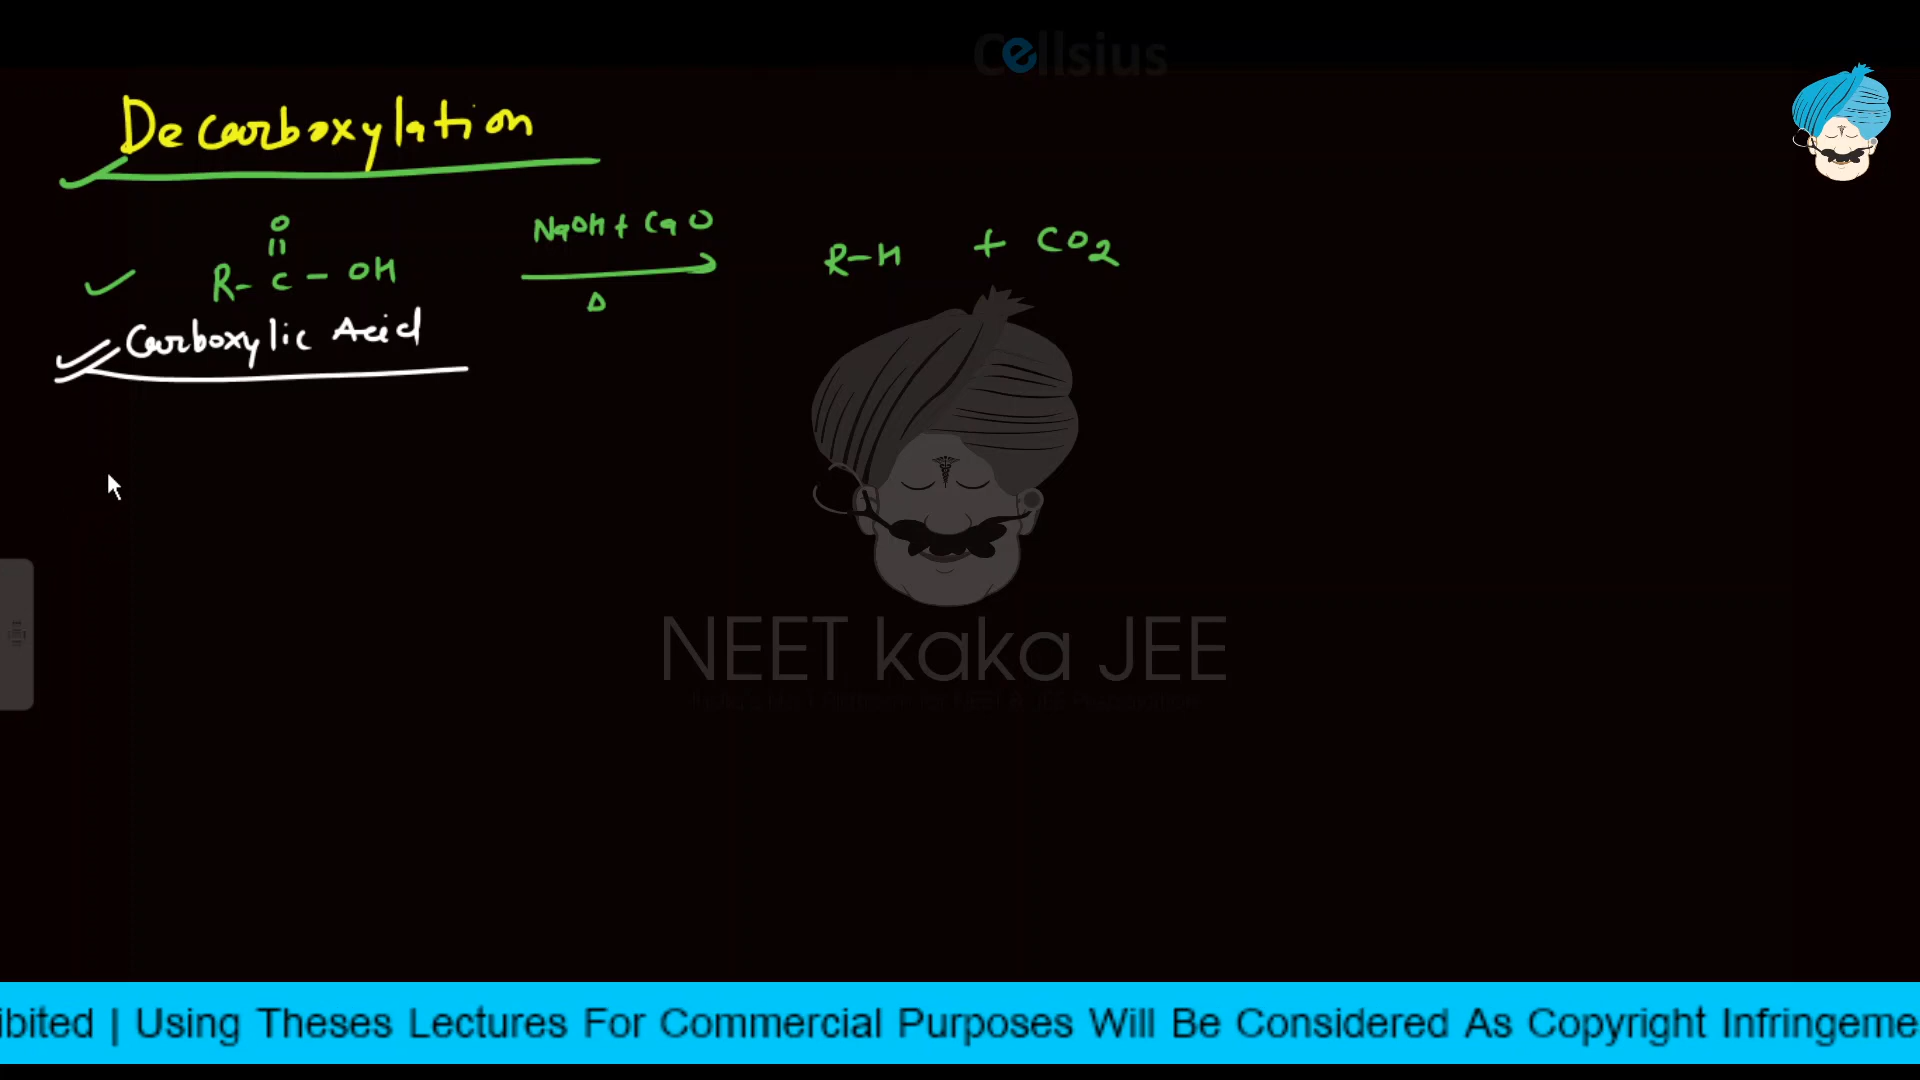 Cellsius
Decarboxylation
O
||
R- C - OH
NaOH + CaO
Δ
R-H + CO2
Carboxylic Acid
NEET kaka JEE
ibited | Using Theses Lectures For Commercial Purposes Will Be Considered As Copyright Infringeme